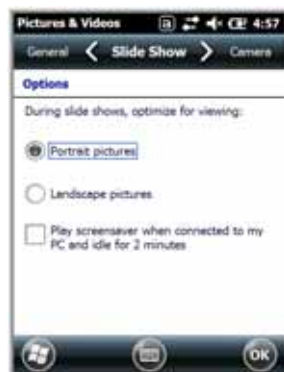 Pictures & Videos 4:57
General Slide Show Camera
Options
During slide shows, optimize for viewing:
Portrait pictures
Landscape pictures
Play screensaver when connected to my
PC and idle for 2 minutes
OK